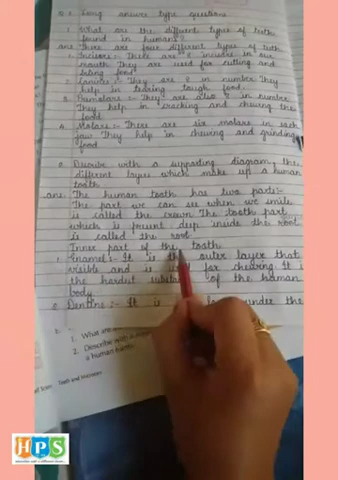 Q.2. Long answer type questions
1. What are the different types of teeth
found in humans?
Ans: There are four different types of teeth
1. Incisors:- There are 8 incisors in our
mouth They are used for cutting and
biting food
2. Canines:- They are 4 in number They
help in tearing tough food.
3. Premolars:- They are also 8 in number
They help in cracking and chewing the
food
4. Molars:- There are six molars in each
jaw They help in chewing and grinding
food
2. Describe with a supporting diagram, the
different layers which make up a human
tooth
Ans: The human tooth has two parts:-
The part we can see when we smile
is called the crown The tooth part
which is present deep inside the
is called the root
Inner part of the tooth
1. Enamel:- It is the outer layer that
visible and is for chewing. It is
the hardest of the human
body
2. Dentine:- It is under the
1. What are
2. Describe with a
a human
Teeth and
HPS